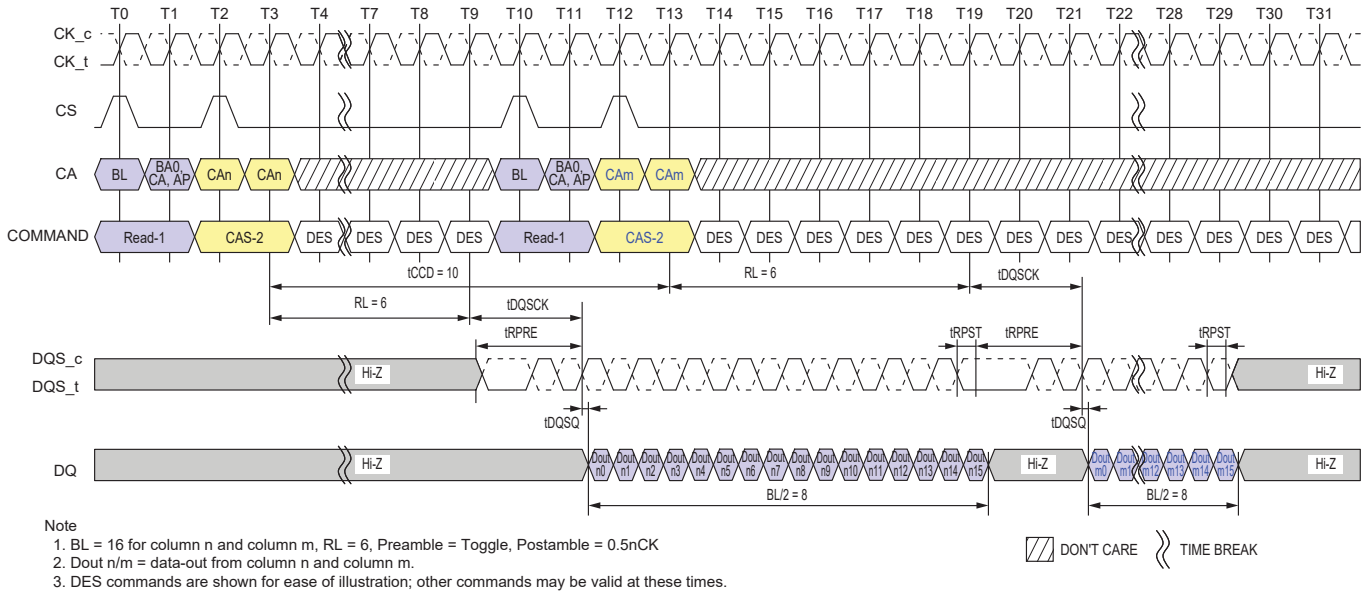 T0 T1 T2 T3 T4 T7 T8 T9 T10 T11 T12 T13 T14 T15 T16 T17 T18 T19 T20 T21 T22 T28 T29 T30 T31
CK_c
CK_t
CS
CA BL BA0, CA, AP CAn CAn BL BA0, CA, AP CAm CAm
COMMAND Read-1 CAS-2 DES DES DES DES Read-1 CAS-2 DES DES DES DES DES DES DES DES DES DES DES DES DES
tCCD = 10 RL = 6 tDQSCK
RL = 6 tDQSCK
tRPRE tRPST tRPRE tRPST
DQS_c
DQS_t
Hi-Z Hi-Z
tDQSQ tDQSQ
DQ Hi-Z Dout n0 Dout n1 Dout n2 Dout n3 Dout n4 Dout n5 Dout n6 Dout n7 Dout n8 Dout n9 Dout n10 Dout n11 Dout n12 Dout n13 Dout n14 Dout n15 Hi-Z Dout m0 Dout m1 Dout m12 Dout m13 Dout m14 Dout m15 Hi-Z
BL/2 = 8 BL/2 = 8
Note
1. BL = 16 for column n and column m, RL = 6, Preamble = Toggle, Postamble = 0.5nCK
2. Dout n/m = data-out from column n and column m.
3. DES commands are shown for ease of illustration; other commands may be valid at these times.
DON'T CARE TIME BREAK